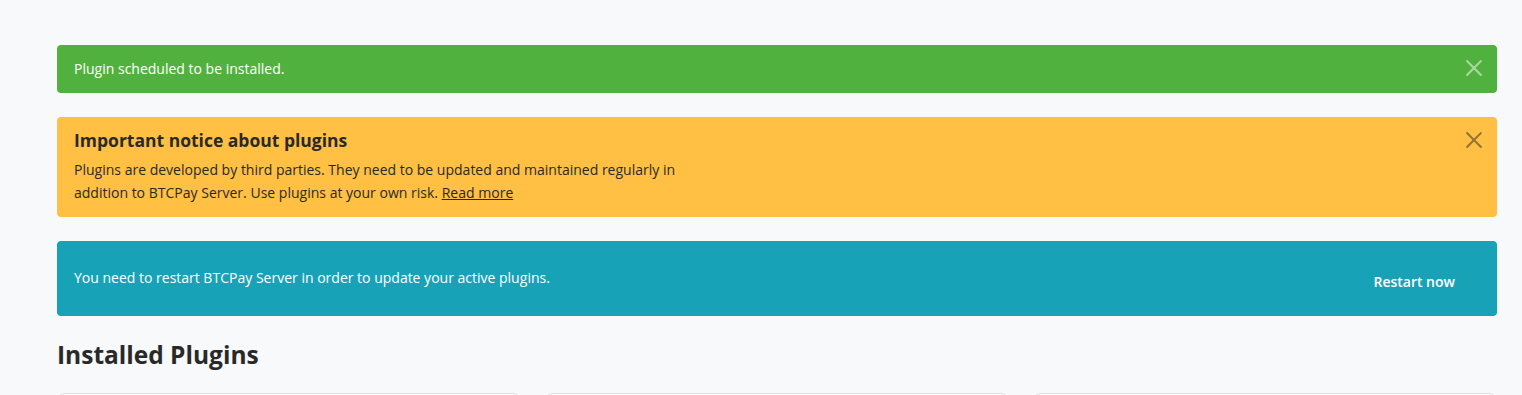 Plugin scheduled to be installed.
Important notice about plugins
Plugins are developed by third parties. They need to be updated and maintained regularly in
addition to BTCPay Server. Use plugins at your own risk. Read more
You need to restart BTCPay Server in order to update your active plugins.
Restart now
Installed Plugins